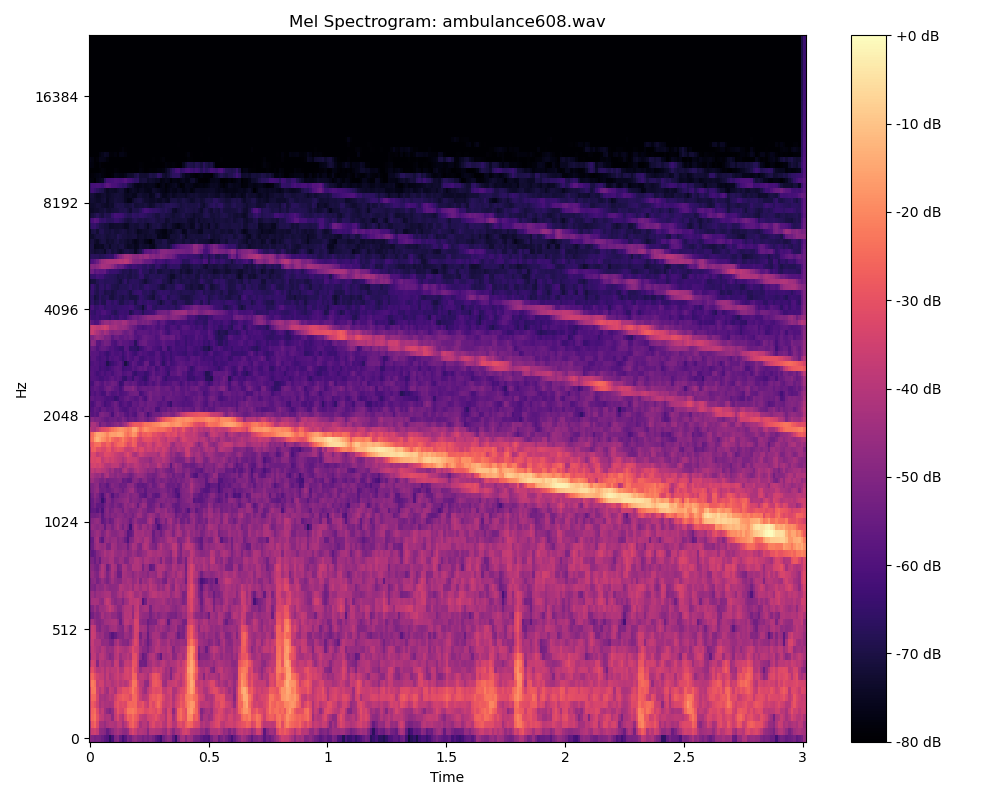 Mel Spectrogram: ambulance608.wav
Hz
16384
8192
4096
2048
1024
512
0
0
0.5
1
1.5
2
2.5
3
Time
+0 dB
-10 dB
-20 dB
-30 dB
-40 dB
-50 dB
-60 dB
-70 dB
-80 dB